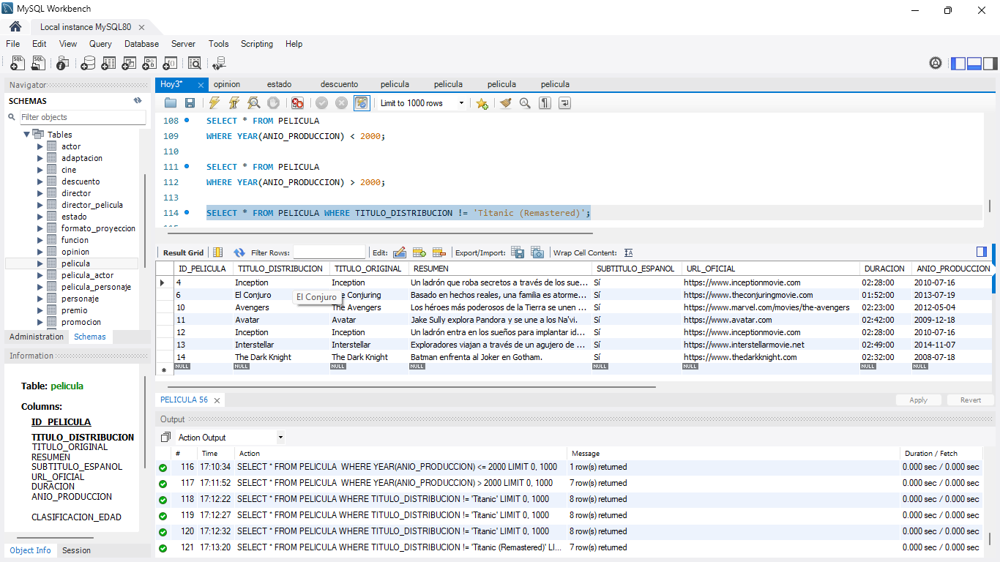 MySQL Workbench
Local instance MySQL80
File Edit View Query Database Server Tools Scripting Help
Navigator
SCHEMAS
Filter objects
Tables
actor
adaptacion
cine
descuento
director
director_pelicula
estado
formato_proyeccion
funcion
opinion
pelicula
pelicula_actor
pelicula_personaje
personaje
premio
promocion
Administration Schemas
Information
Table: pelicula
Columns:
ID_PELICULA
TITULO_DISTRIBUCION
TITULO_ORIGINAL
RESUMEN
SUBTITULO_ESPANOL
URL_OFICIAL
DURACION
ANIO_PRODUCCION
CLASIFICACION_EDAD
Object Info Session
Hoy3* opinion estado descuento pelicula pelicula pelicula pelicula
Limit to 1000 rows
108 SELECT * FROM PELICULA
109 WHERE YEAR(ANIO_PRODUCCION) < 2000;
110
111 SELECT * FROM PELICULA
112 WHERE YEAR(ANIO_PRODUCCION) > 2000;
113
114 SELECT * FROM PELICULA WHERE TITULO_DISTRIBUCION != 'Titanic (Remastered)';
Result Grid Filter Rows: Edit: Export/Import: Wrap Cell Content:
ID_PELICULA TITULO_DISTRIBUCION TITULO_ORIGINAL RESUMEN SUBTITULO_ESPANOL URL_OFICIAL DURACION ANIO_PRODUCCION
4 Inception Inception Un ladrón que roba secretos a través de los sue... Sí https://www.inceptionmovie.com 02:28:00 2010-07-16
6 El Conjuro El Conjuro e Conjuring Basado en hechos reales, una familia es atorme... Sí https://www.theconjuringmovie.com 01:52:00 2013-07-19
10 Avengers The Avengers Los héroes más poderosos de la Tierra se unen ... Sí https://www.marvel.com/movies/the-avengers 02:23:00 2012-05-04
11 Avatar Avatar Jake Sully explora Pandora y se une a los Na'vi. Sí https://www.avatar.com 02:42:00 2009-12-18
12 Inception Inception Un ladrón entra en los sueños para implantar id... Sí https://www.inceptionmovie.com 02:28:00 2010-07-16
13 Interstellar Interstellar Exploradores viajan a través de un agujero de ... Sí https://www.interstellarmovie.net 02:49:00 2014-11-07
14 The Dark Knight The Dark Knight Batman enfrenta al Joker en Gotham. Sí https://www.thedarkknight.com 02:32:00 2008-07-18
NULL NULL NULL NULL NULL NULL NULL NULL
PELICULA 56 Apply Revert
Output
Action Output
# Time Action Message Duration / Fetch
116 17:10:34 SELECT * FROM PELICULA WHERE YEAR(ANIO_PRODUCCION) <= 2000 LIMIT 0, 1000 1 row(s) returned 0.000 sec / 0.000 sec
117 17:11:52 SELECT * FROM PELICULA WHERE YEAR(ANIO_PRODUCCION) > 2000 LIMIT 0, 1000 7 row(s) returned 0.000 sec / 0.000 sec
118 17:12:22 SELECT * FROM PELICULA WHERE TITULO_DISTRIBUCION != 'Titanic' LIMIT 0, 1000 8 row(s) returned 0.000 sec / 0.000 sec
119 17:12:27 SELECT * FROM PELICULA WHERE TITULO_DISTRIBUCION != 'Titanic' LIMIT 0, 1000 8 row(s) returned 0.000 sec / 0.000 sec
120 17:12:32 SELECT * FROM PELICULA WHERE TITULO_DISTRIBUCION != 'Titanic' LIMIT 0, 1000 8 row(s) returned 0.000 sec / 0.000 sec
121 17:13:20 SELECT * FROM PELICULA WHERE TITULO_DISTRIBUCION != 'Titanic (Remastered)' LI... 7 row(s) returned 0.000 sec / 0.000 sec